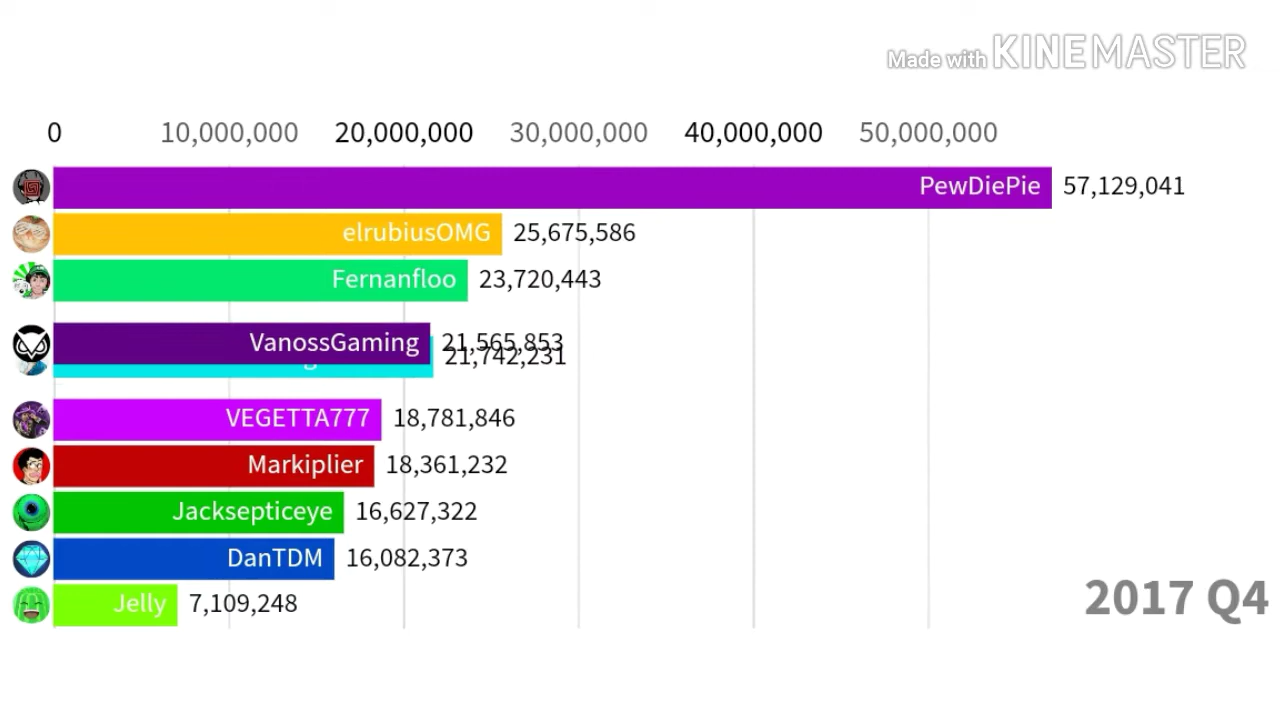 Made with KINEMASTER
0 10,000,000 20,000,000 30,000,000 40,000,000 50,000,000
PewDiePie 57,129,041
elrubiusOMG 25,675,586
Fernanfloo 23,720,443
VanossGaming 21,565,853
21,742,231
VEGETTA777 18,781,846
Markiplier 18,361,232
Jacksepticeye 16,627,322
DanTDM 16,082,373
Jelly 7,109,248
2017 Q4